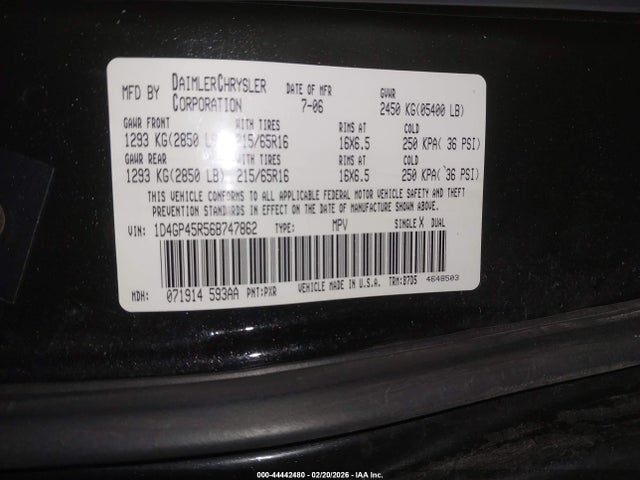 MFD BY DAIMLERCHRYSLER CORPORATION DATE OF MFR 7-06 GVWR 2450 KG(05400 LB)
GAWR FRONT WITH TIRES RIMS AT COLD
1293 KG(2850 LB) 215/65R16 16X6.5 250 KPA( 36 PSI)
GAWR REAR WITH TIRES RIMS AT COLD
1293 KG(2850 LB) 215/65R16 16X6.5 250 KPA( 36 PSI)
THIS VEHICLE CONFORMS TO ALL APPLICABLE FEDERAL MOTOR VEHICLE SAFETY AND THEFT
PREVENTION STANDARDS IN EFFECT ON THE DATE OF MANUFACTURE SHOWN ABOVE.
VIN: 1D4GP45R56B747862 TYPE: MPV SINGLE X DUAL
MDH: 071914 593AA PNT:PXR VEHICLE MADE IN U.S.A. TRM:B7D5 4648503
000-44442480 - 02/20/2026 - IAA Inc.